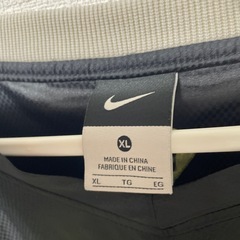 XL
MADE IN CHINA
FABRIQUE EN CHINE
XL TG EG